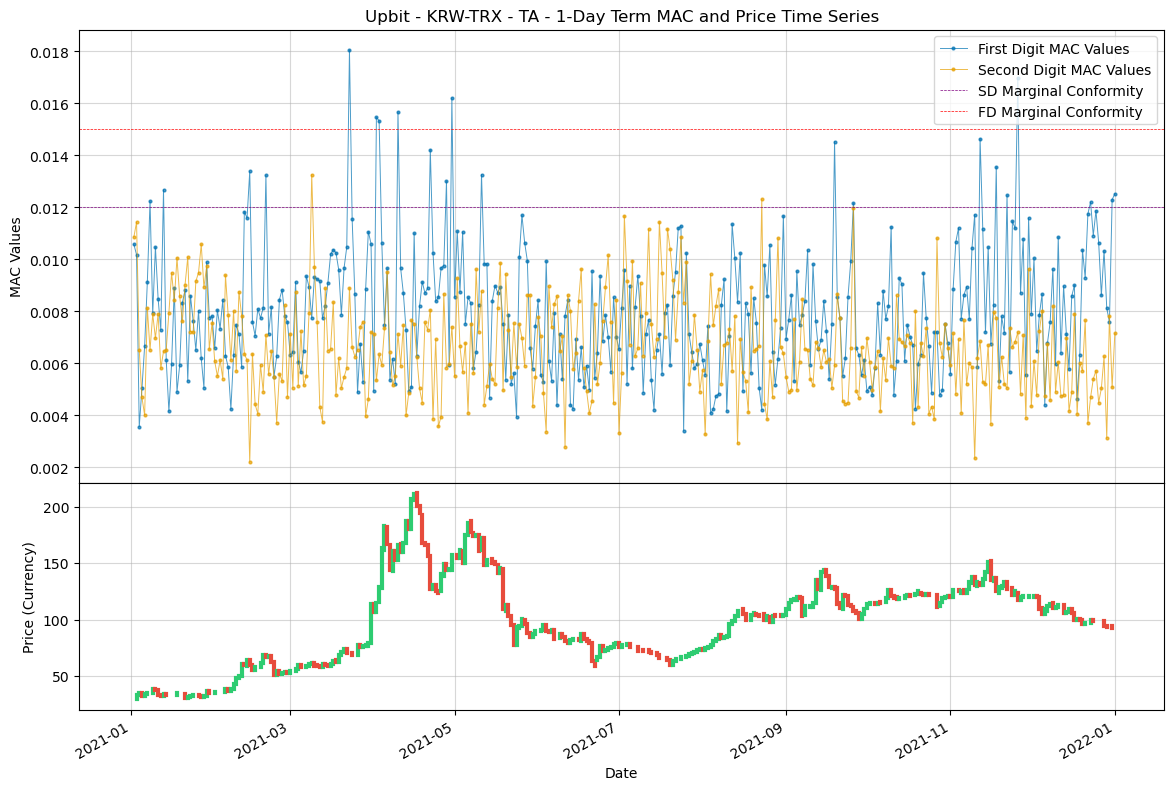 Upbit - KRW-TRX - TA - 1-Day Term MAC and Price Time Series
First Digit MAC Values
Second Digit MAC Values
SD Marginal Conformity
FD Marginal Conformity
MAC Values
0.018
0.016
0.014
0.012
0.010
0.008
0.006
0.004
0.002
Price (Currency)
200
150
100
50
2021-01
2021-03
2021-05
2021-07
2021-09
2021-11
2022-01
Date